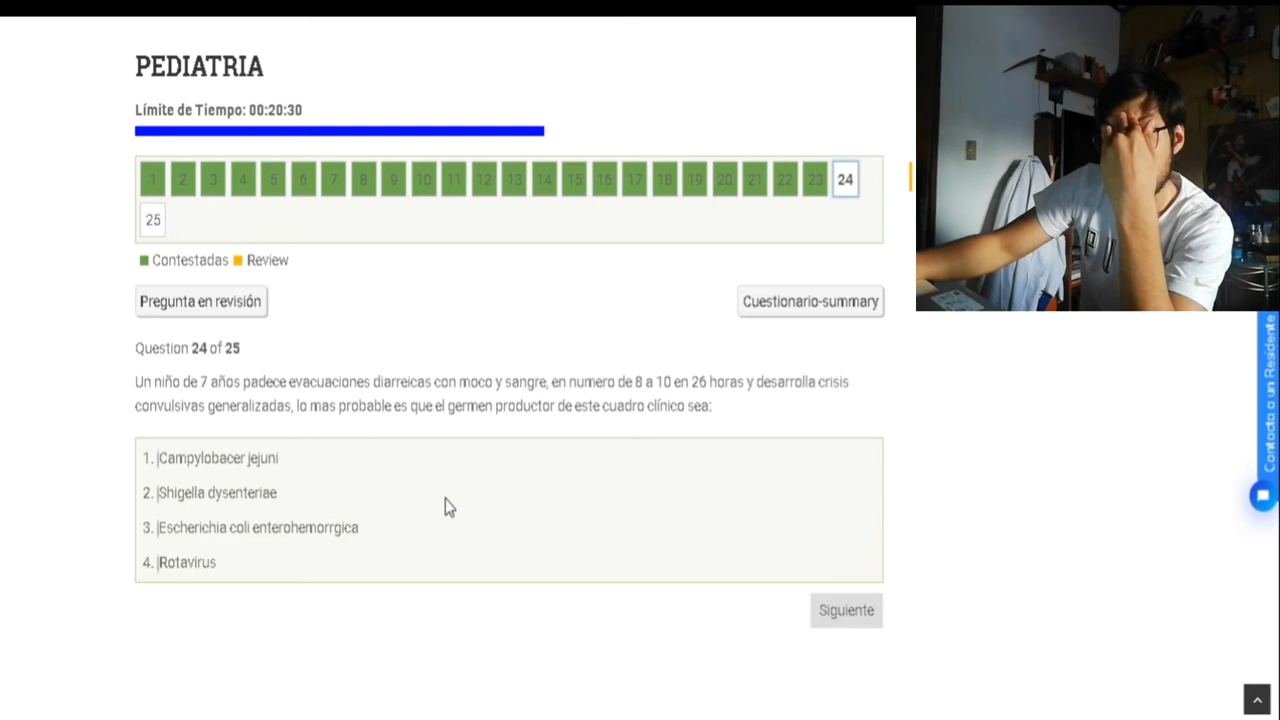 PEDIATRIA
Límite de Tiempo: 00:20:30
1 2 3 4 5 6 7 8 9 10 11 12 13 14 15 16 17 18 19 20 21 22 23 24
25
Contestadas Review
Pregunta en revisión Cuestionario-summary
Question 24 of 25
Un niño de 7 años padece evacuaciones diarreicas con moco y sangre, en numero de 8 a 10 en 26 horas y desarrolla crisis
convulsivas generalizadas, lo mas probable es que el germen productor de este cuadro clínico sea:
1. Campylobacer jejuni
2. Shigella dysenteriae
3. Escherichia coli enterohemorrgica
4. Rotavirus
Siguiente
Contacto a un Residente